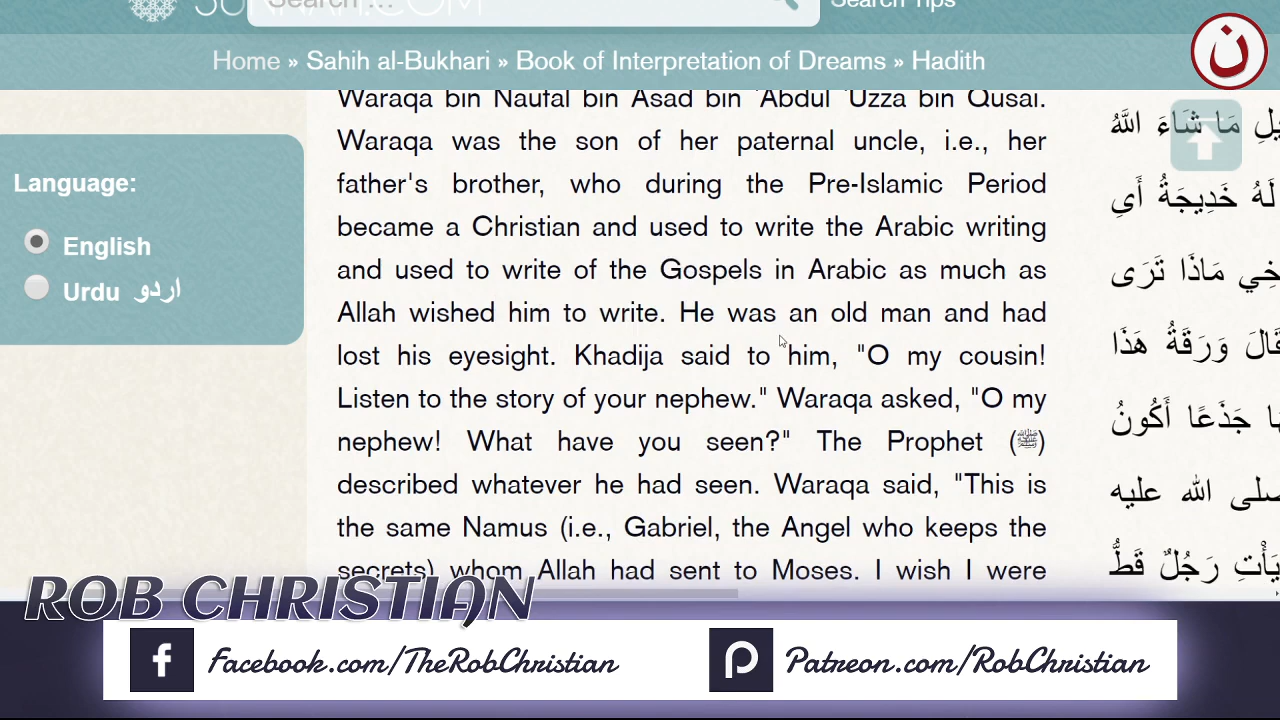 SUNNAH.COM
Search ...
Search Tips
Home » Sahih al-Bukhari » Book of Interpretation of Dreams » Hadith
ن
Language:
English
Urdu اردو
Waraqa bin Naufal bin Asad bin 'Abdul 'Uzza bin Qusai.
Waraqa was the son of her paternal uncle, i.e., her
father's brother, who during the Pre-Islamic Period
became a Christian and used to write the Arabic writing
and used to write of the Gospels in Arabic as much as
Allah wished him to write. He was an old man and had
lost his eyesight. Khadija said to him, "O my cousin!
Listen to the story of your nephew." Waraqa asked, "O my
nephew! What have you seen?" The Prophet (ﷺ)
described whatever he had seen. Waraqa said, "This is
the same Namus (i.e., Gabriel, the Angel who keeps the
secrets) whom Allah had sent to Moses. I wish I were
مَا شَاءَ اللَّهُ
لَهُ خَدِيجَةُ أَىِ
مَاذَا تَرَى
وَرَقَةُ هَذَا
جَذَعًا أَكُونُ
الله عليه
رَجُلٌ قَطُّ
ROB CHRISTIAN
f Facebook.com/TheRobChristian
Patreon.com/RobChristian